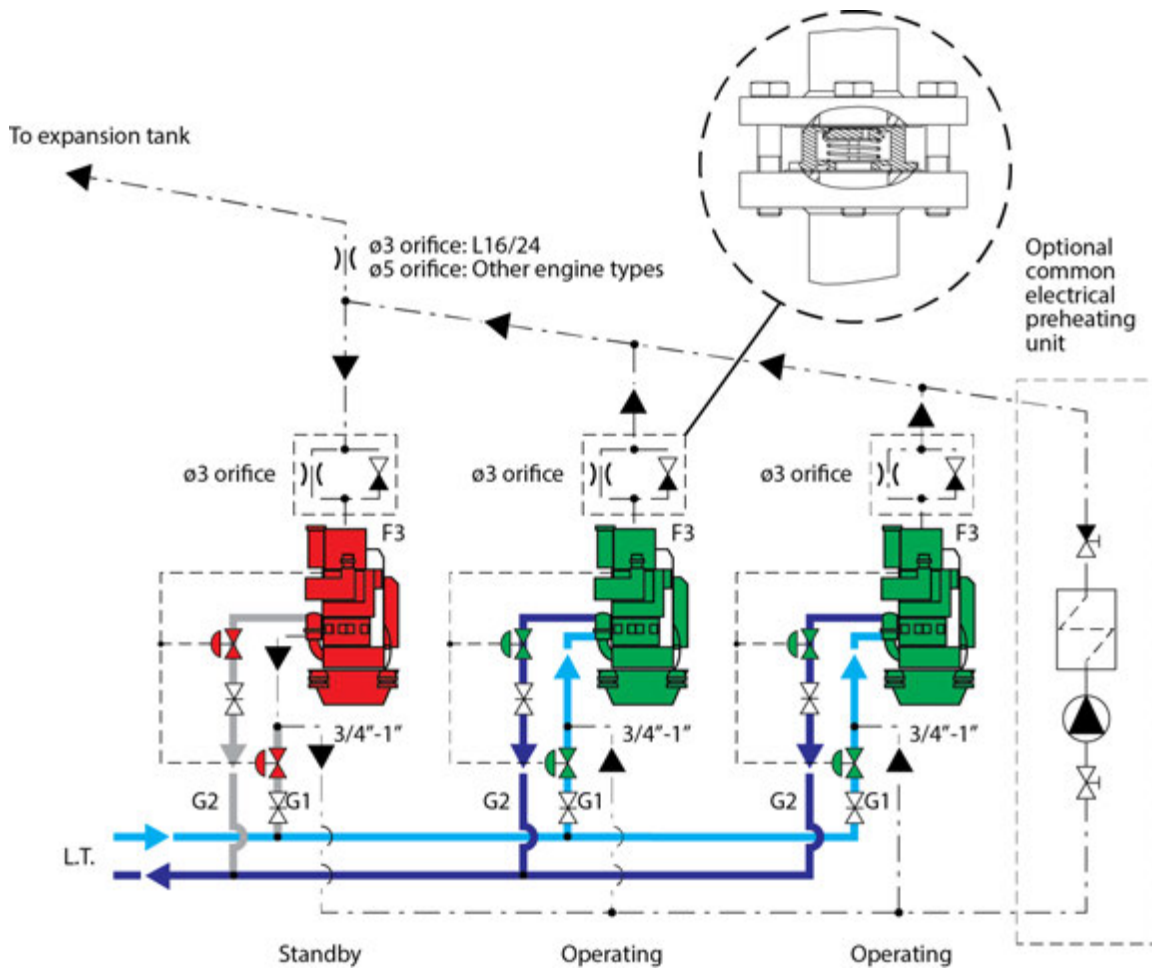 To expansion tank
ø3 orifice: L16/24
ø5 orifice: Other engine types
Optional
common
electrical
preheating
unit
ø3 orifice
ø3 orifice
ø3 orifice
F3
F3
F3
3/4”-1”
3/4”-1”
3/4”-1”
G2
G1
G2
G1
G2
G1
L.T.
Standby
Operating
Operating